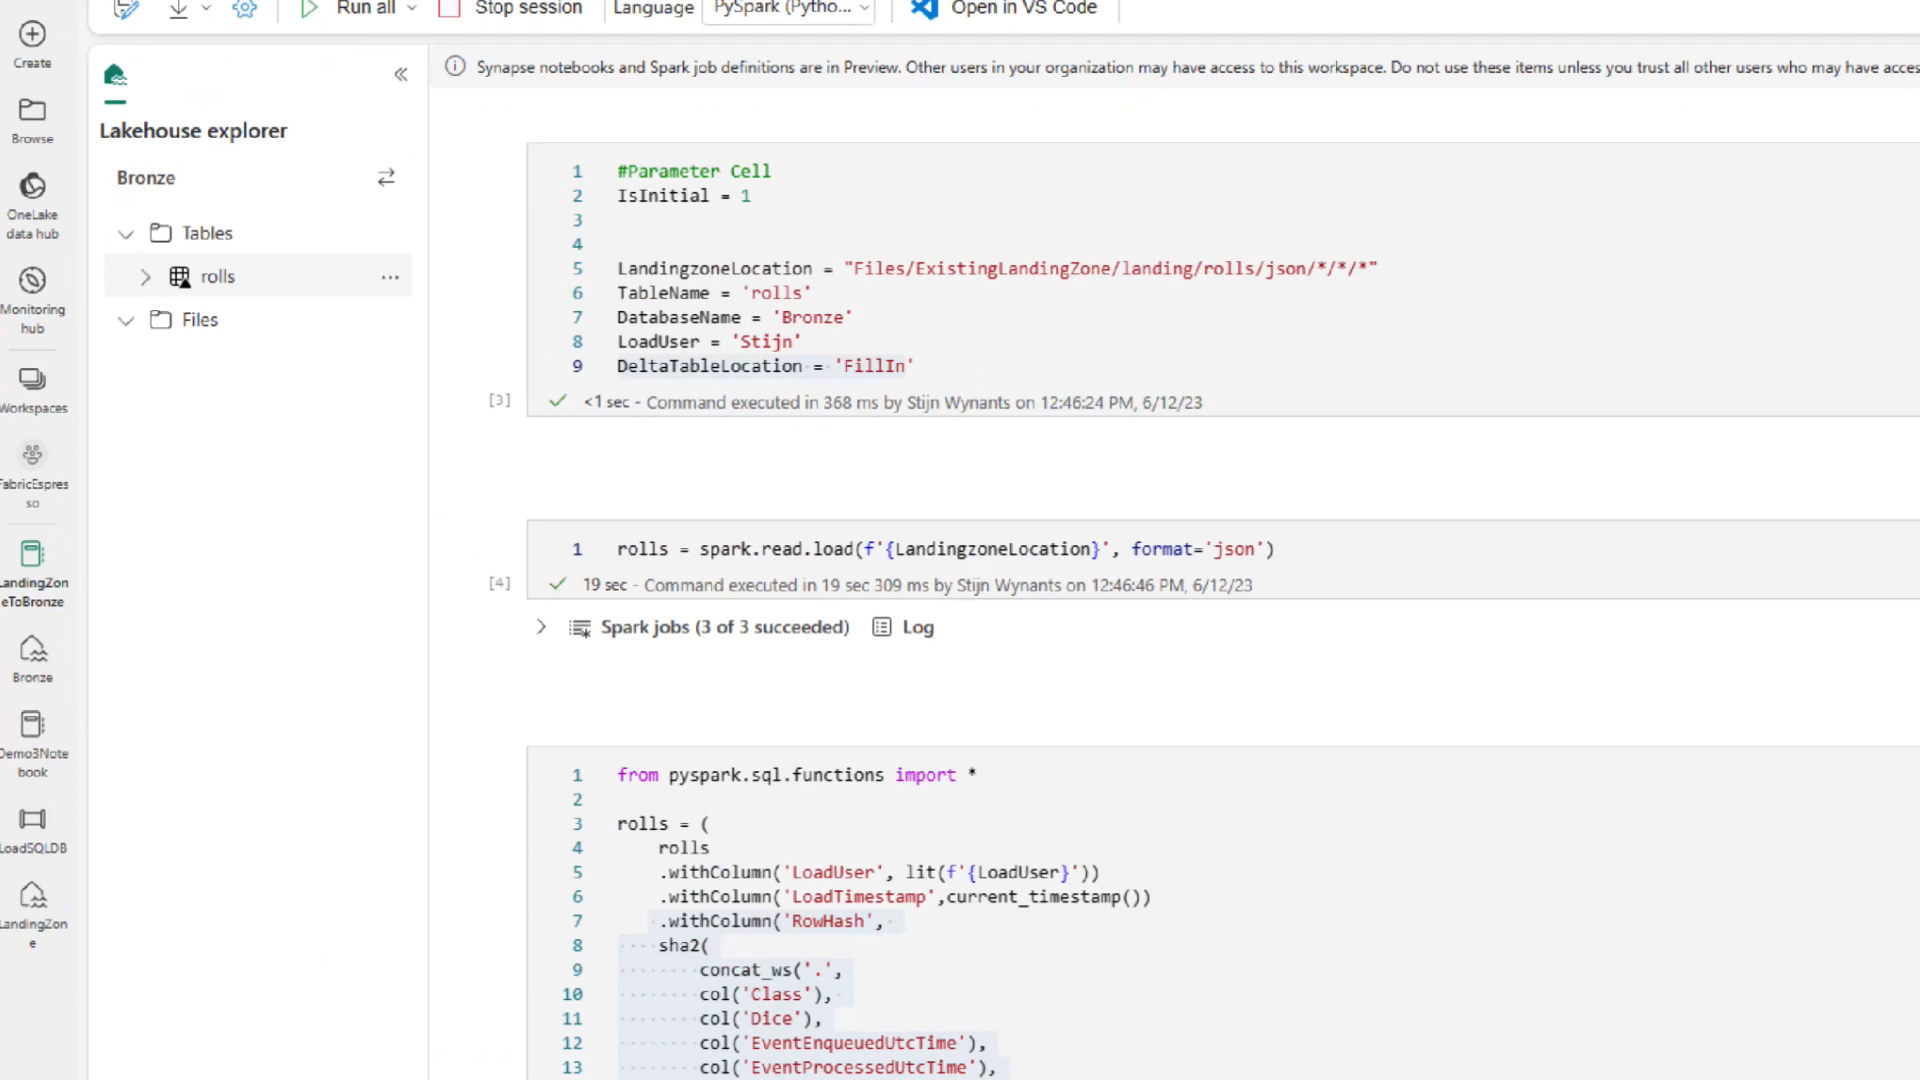 Run all
Stop session
Language
PySpark (Pytho...
Open in VS Code
Create
Browse
OneLake
data hub
Monitoring
hub
Workspaces
FabricEspres
so
LandingZon
eToBronze
Bronze
Demo3Note
book
LoadSQLDB
LandingZon
e
Lakehouse explorer
Bronze
Tables
rolls
Files
Synapse notebooks and Spark job definitions are in Preview. Other users in your organization may have access to this workspace. Do not use these items unless you trust all other users who may have acces
1 #Parameter Cell
2 IsInitial = 1
3
4
5 LandingzoneLocation = "Files/ExistingLandingZone/landing/rolls/json/*/*/*"
6 TableName = 'rolls'
7 DatabaseName = 'Bronze'
8 LoadUser = 'Stijn'
9 DeltaTableLocation = 'FillIn'
[3] <1 sec - Command executed in 368 ms by Stijn Wynants on 12:46:24 PM, 6/12/23
1 rolls = spark.read.load(f'{LandingzoneLocation}', format='json')
[4] 19 sec - Command executed in 19 sec 309 ms by Stijn Wynants on 12:46:46 PM, 6/12/23
Spark jobs (3 of 3 succeeded) Log
1 from pyspark.sql.functions import *
2
3 rolls = (
4 rolls
5 .withColumn('LoadUser', lit(f'{LoadUser}'))
6 .withColumn('LoadTimestamp',current_timestamp())
7 .withColumn('RowHash',
8 sha2(
9 concat_ws('.',
10 col('Class'),
11 col('Dice'),
12 col('EventEnqueuedUtcTime'),
13 col('EventProcessedUtcTime'),